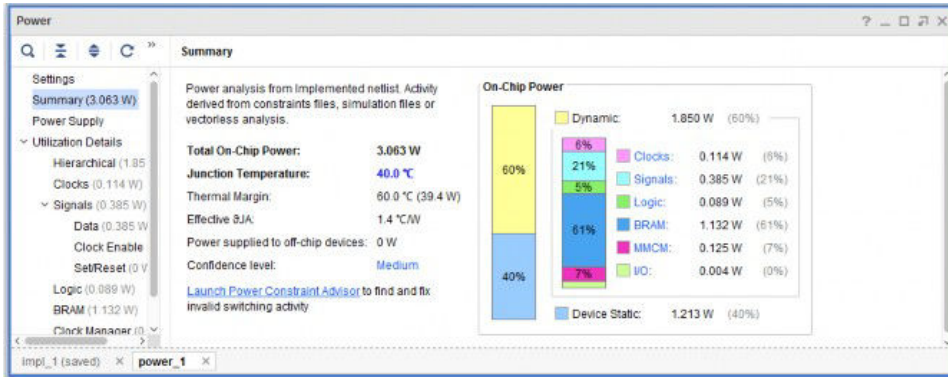 Power
?
Summary
Settings
Summary (3.063 W)
Power Supply
Utilization Details
Hierarchical (1.85
Clocks (0.114 W)
Signals (0.385 W)
Data (0.385 W
Clock Enable
Set/Reset (0 W
Logic (0.089 W)
BRAM (1.132 W)
Clock Manager (0
Power analysis from Implemented netlist. Activity
derived from constraints files, simulation files or
vectorless analysis.
Total On-Chip Power: 3.063 W
Junction Temperature: 40.0 °C
Thermal Margin: 60.0 °C (39.4 W)
Effective ϑJA: 1.4 °C/W
Power supplied to off-chip devices: 0 W
Confidence level: Medium
Launch Power Constraint Advisor to find and fix
invalid switching activity
On-Chip Power
60%
40%
Dynamic: 1.850 W (60%)
6%
21%
5%
61%
7%
Clocks: 0.114 W (6%)
Signals: 0.385 W (21%)
Logic: 0.089 W (5%)
BRAM: 1.132 W (61%)
MMCM: 0.125 W (7%)
I/O: 0.004 W (0%)
Device Static: 1.213 W (40%)
impl_1 (saved) ×
power_1 ×